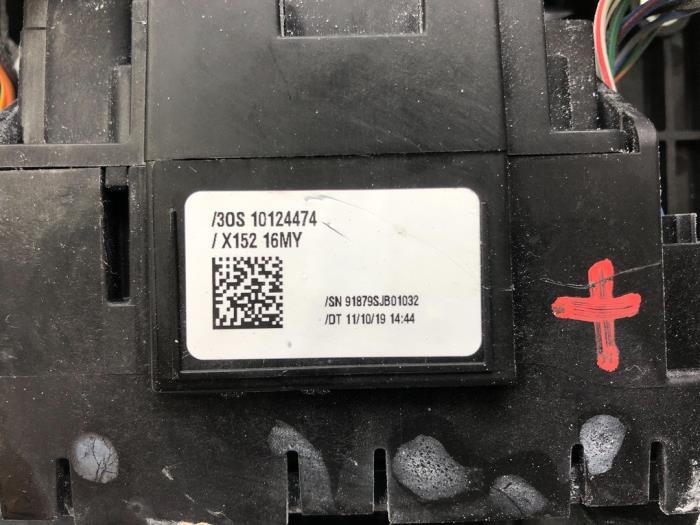 /3OS 10124474
/ X152 16MY
/SN 91879SJB01032
/DT 11/10/19 14:44